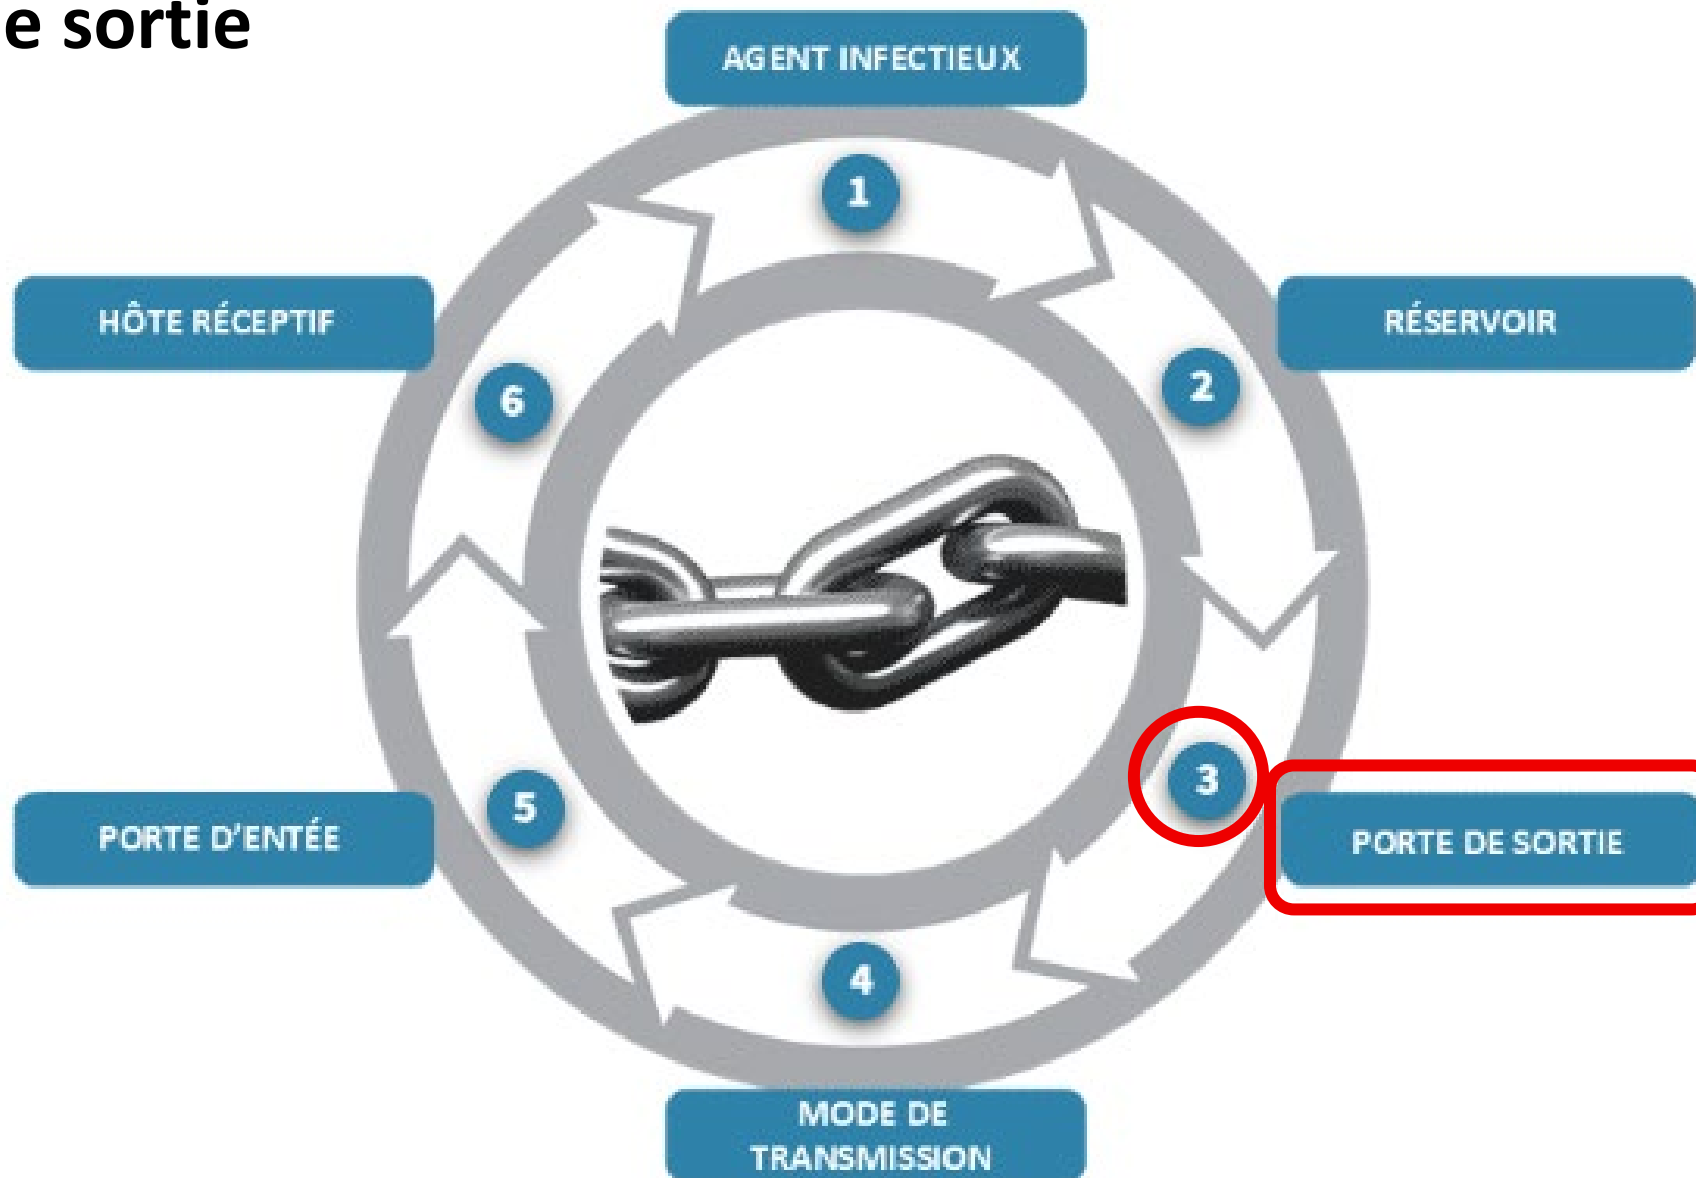 e sortie
AGENT INFECTIEUX
1
HÔTE RÉCEPTIF
RÉSERVOIR
2
6
3
5
PORTE D'ENTÉE
PORTE DE SORTIE
4
MODE DE
TRANSMISSION